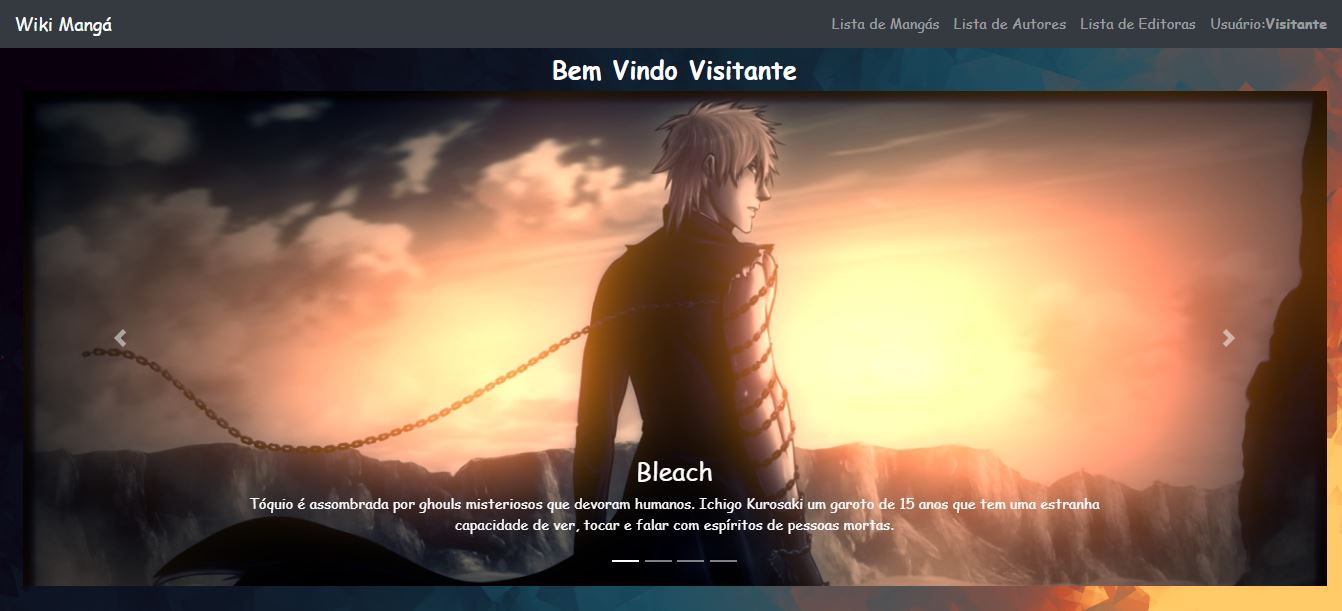 Wiki Mangá
Lista de Mangás Lista de Autores Lista de Editoras Usuário:Visitante
Bem Vindo Visitante
Bleach
Tóquio é assombrada por ghouls misteriosos que devoram humanos. Ichigo Kurosaki um garoto de 15 anos que tem uma estranha
capacidade de ver, tocar e falar com espíritos de pessoas mortas.